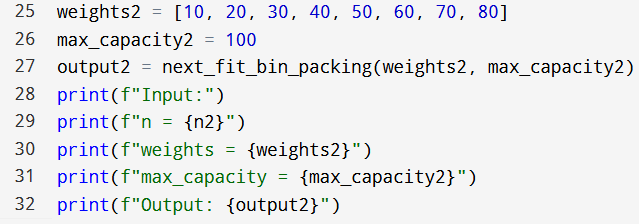 25 weights2 = [10, 20, 30, 40, 50, 60, 70, 80]
26 max_capacity2 = 100
27 output2 = next_fit_bin_packing(weights2, max_capacity2)
28 print(f"Input:")
29 print(f"n = {n2}")
30 print(f"weights = {weights2}")
31 print(f"max_capacity = {max_capacity2}")
32 print(f"Output: {output2}")